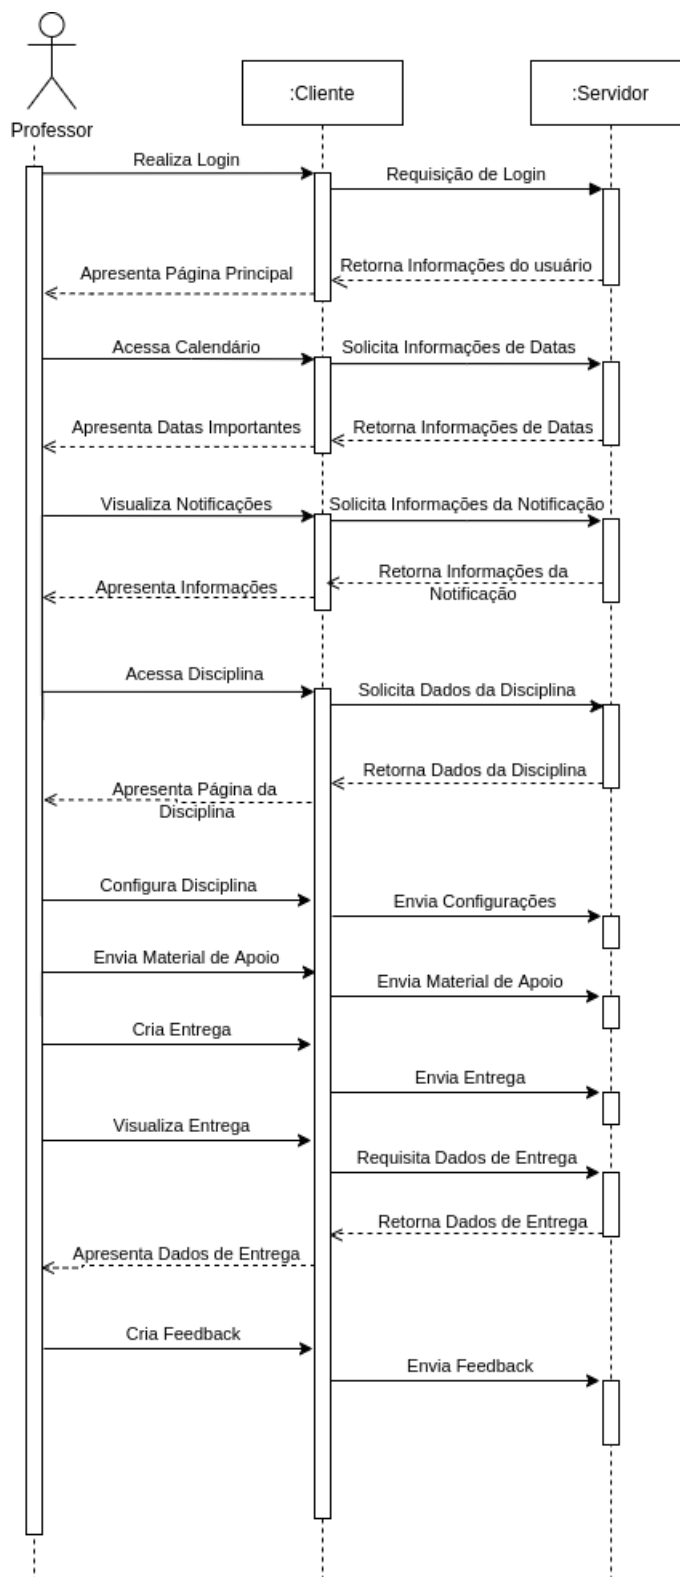 :Cliente
:Servidor
Professor
Realiza Login
Requisição de Login
Retorna Informações do usuário
Apresenta Página Principal
Acessa Calendário
Solicita Informações de Datas
Apresenta Datas Importantes
Retorna Informações de Datas
Visualiza Notificações
Solicita Informações da Notificação
Retorna Informações da
Notificação
Apresenta Informações
Acessa Disciplina
Solicita Dados da Disciplina
Retorna Dados da Disciplina
Apresenta Página da
Disciplina
Configura Disciplina
Envia Configurações
Envia Material de Apoio
Envia Material de Apoio
Cria Entrega
Envia Entrega
Visualiza Entrega
Requisita Dados de Entrega
Retorna Dados de Entrega
Apresenta Dados de Entrega
Cria Feedback
Envia Feedback